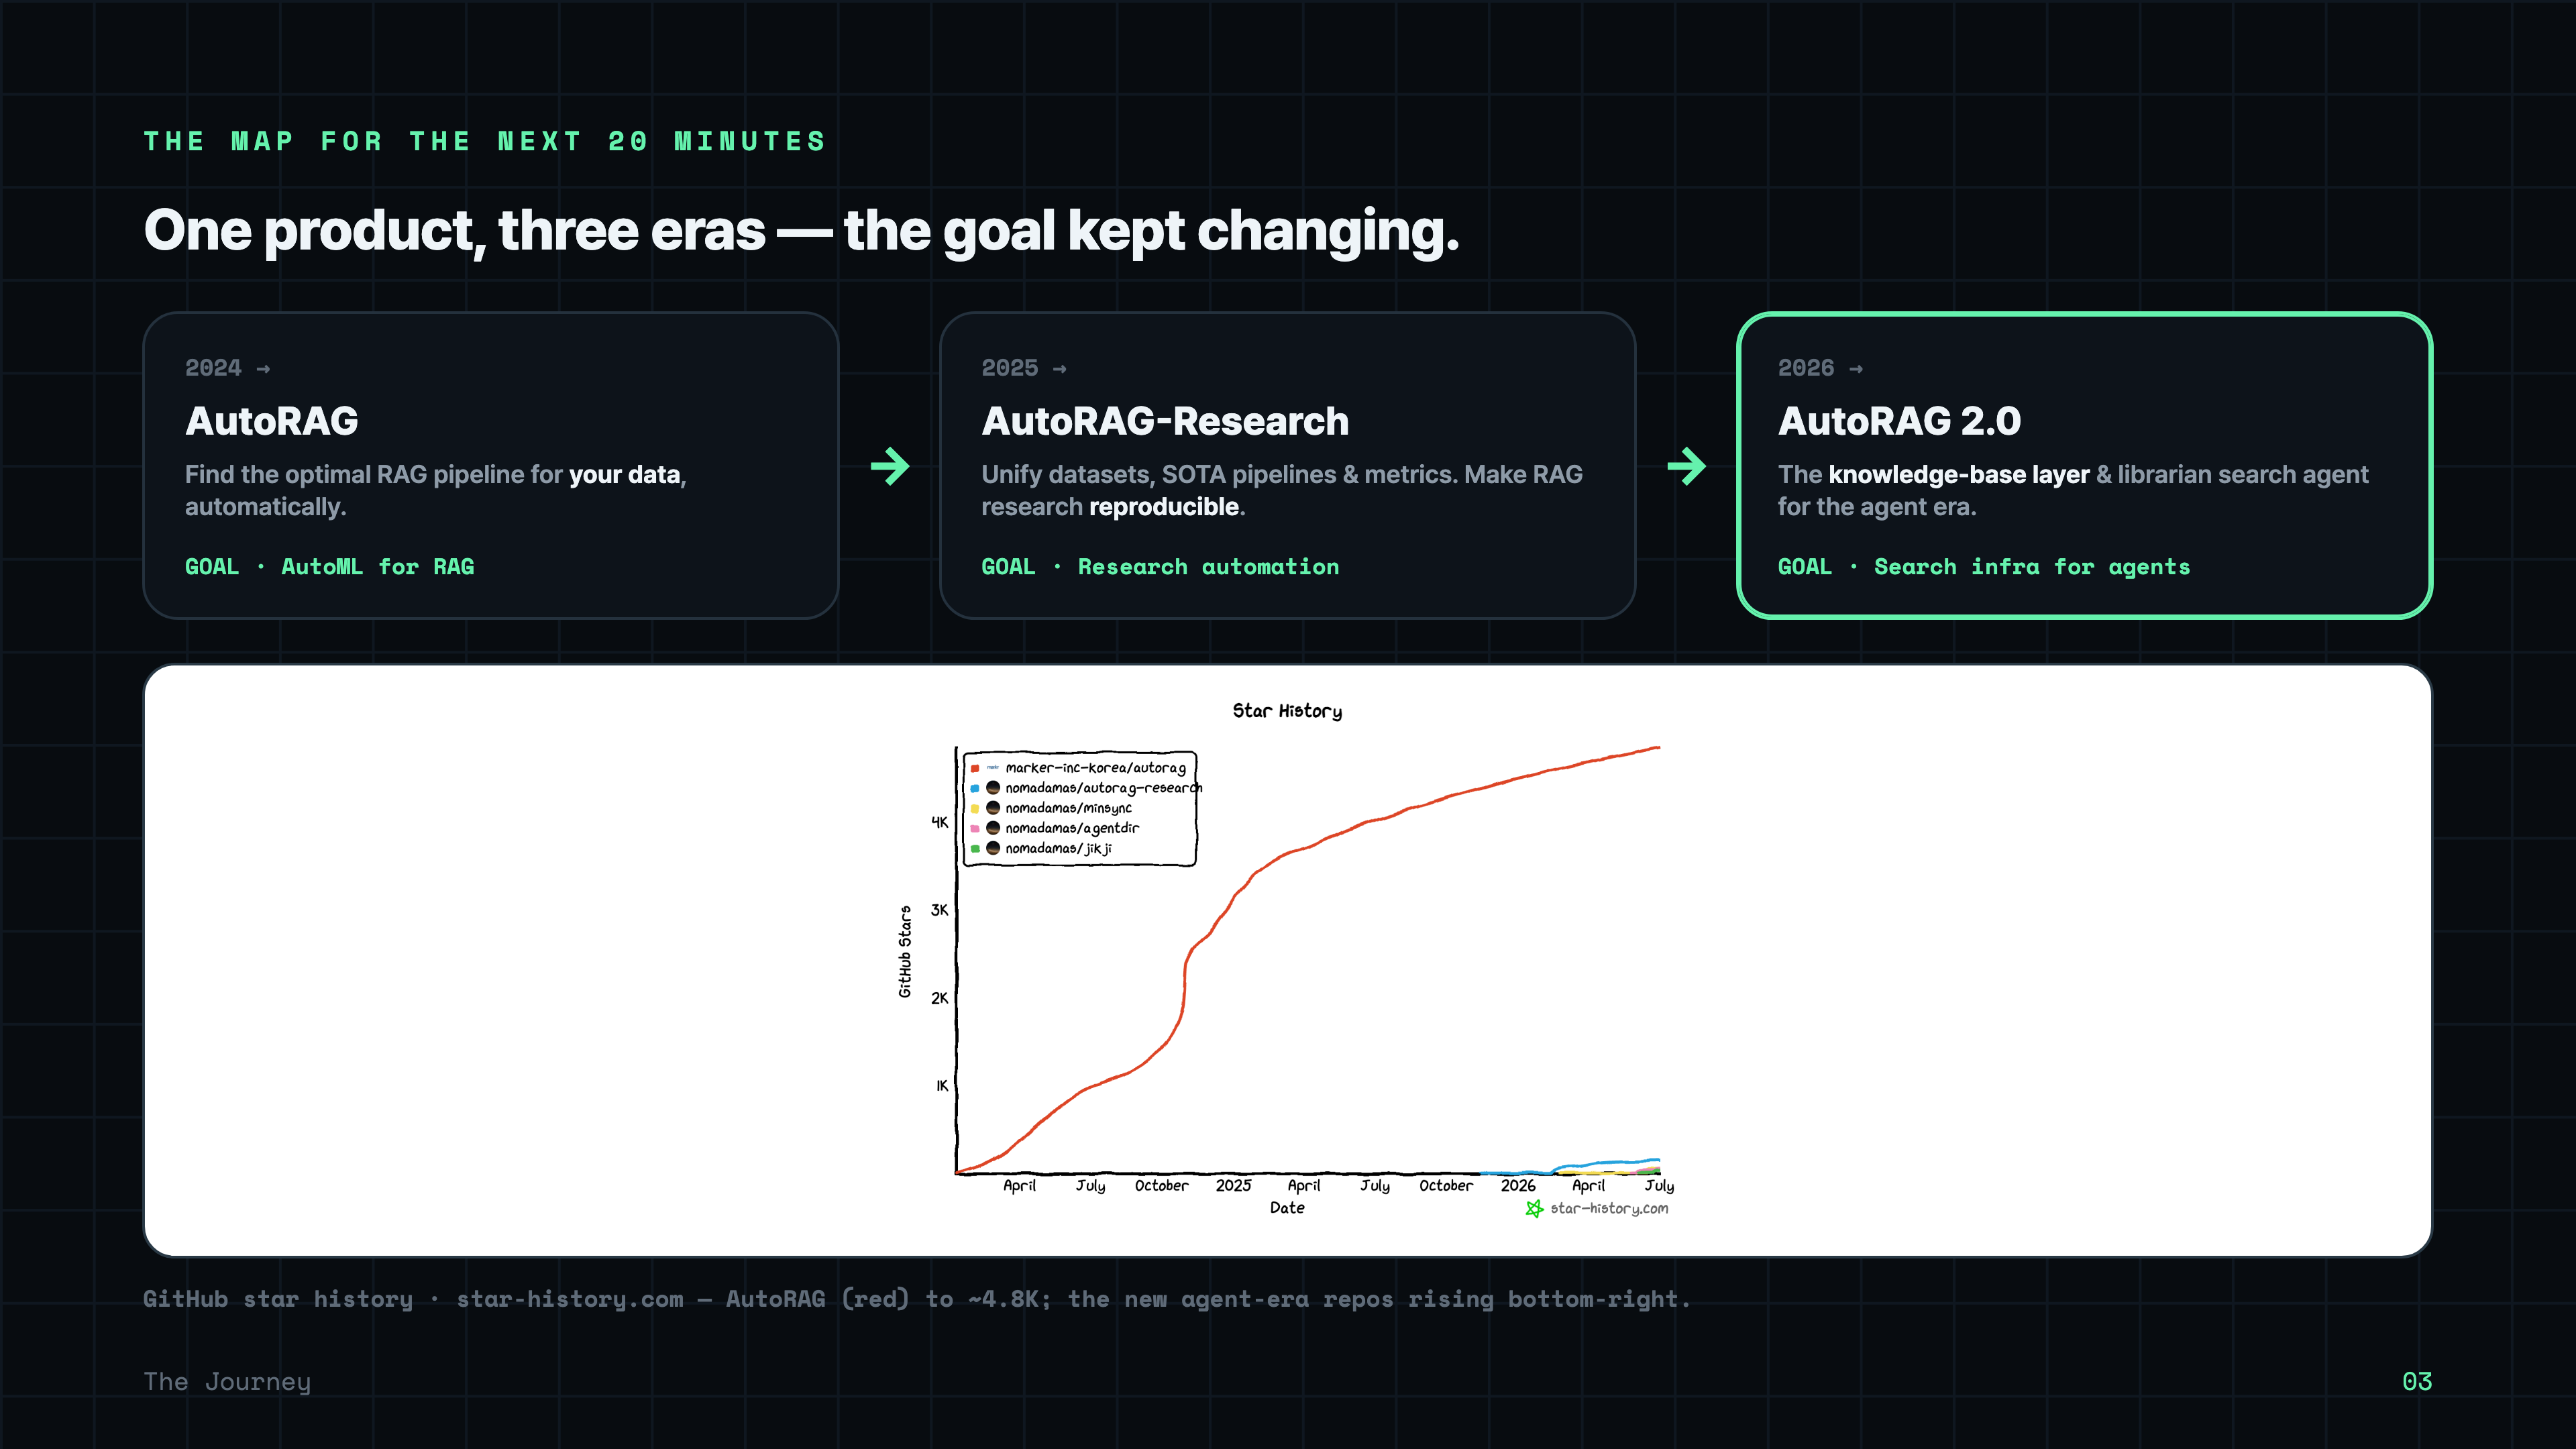 THE MAP FOR THE NEXT 20 MINUTES
One product, three eras — the goal kept changing.
2024 →
AutoRAG
Find the optimal RAG pipeline for your data,
automatically.
GOAL · AutoML for RAG
→
2025 →
AutoRAG-Research
Unify datasets, SOTA pipelines & metrics. Make RAG
research reproducible.
GOAL · Research automation
→
2026 →
AutoRAG 2.0
The knowledge-base layer & librarian search agent
for the agent era.
GOAL · Search infra for agents
Star History
marker-inc-korea/autorag
nomadamas/autorag-research
nomadamas/minsync
nomadamas/agentdir
nomadamas/jikji
GitHub Stars
4K
3K
2K
1K
April July October 2025 April July October 2026 April July
Date
star-history.com
GitHub star history · star-history.com — AutoRAG (red) to ~4.8K; the new agent-era repos rising bottom-right.
The Journey
03